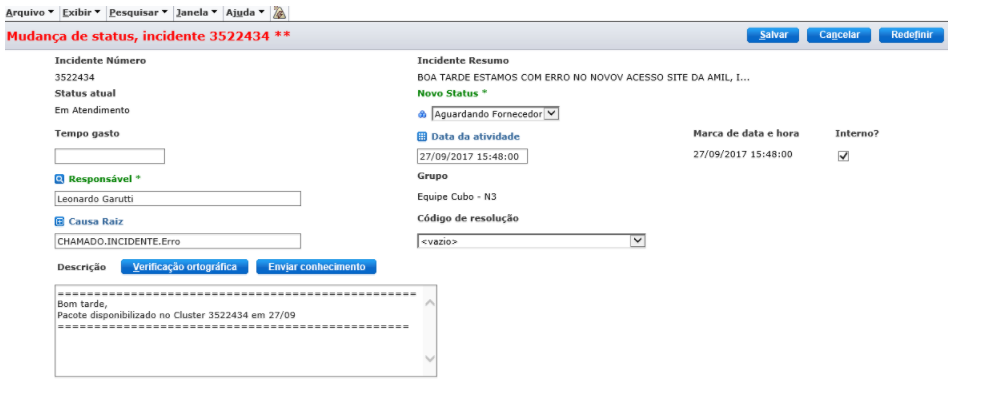 Arquivo Exibir Pesquisar Janela Ajuda
Mudança de status, incidente 3522434 ** Salvar Cancelar Redefinir
Incidente Número Incidente Resumo
3522434 BOA TARDE ESTAMOS COM ERRO NO NOVOV ACESSO SITE DA AMIL, I...
Status atual Novo Status *
Em Atendimento Aguardando Fornecedor
Tempo gasto Data da atividade Marca de data e hora Interno?
27/09/2017 15:48:00 27/09/2017 15:48:00
Responsável * Grupo
Leonardo Garutti Equipe Cubo - N3
Causa Raiz Código de resolução
CHAMADO.INCIDENTE.Erro <vazio>
Descrição Verificação ortográfica Enviar conhecimento
=================================================
Bom tarde,
Pacote disponibilizado no Cluster 3522434 em 27/09
================================================